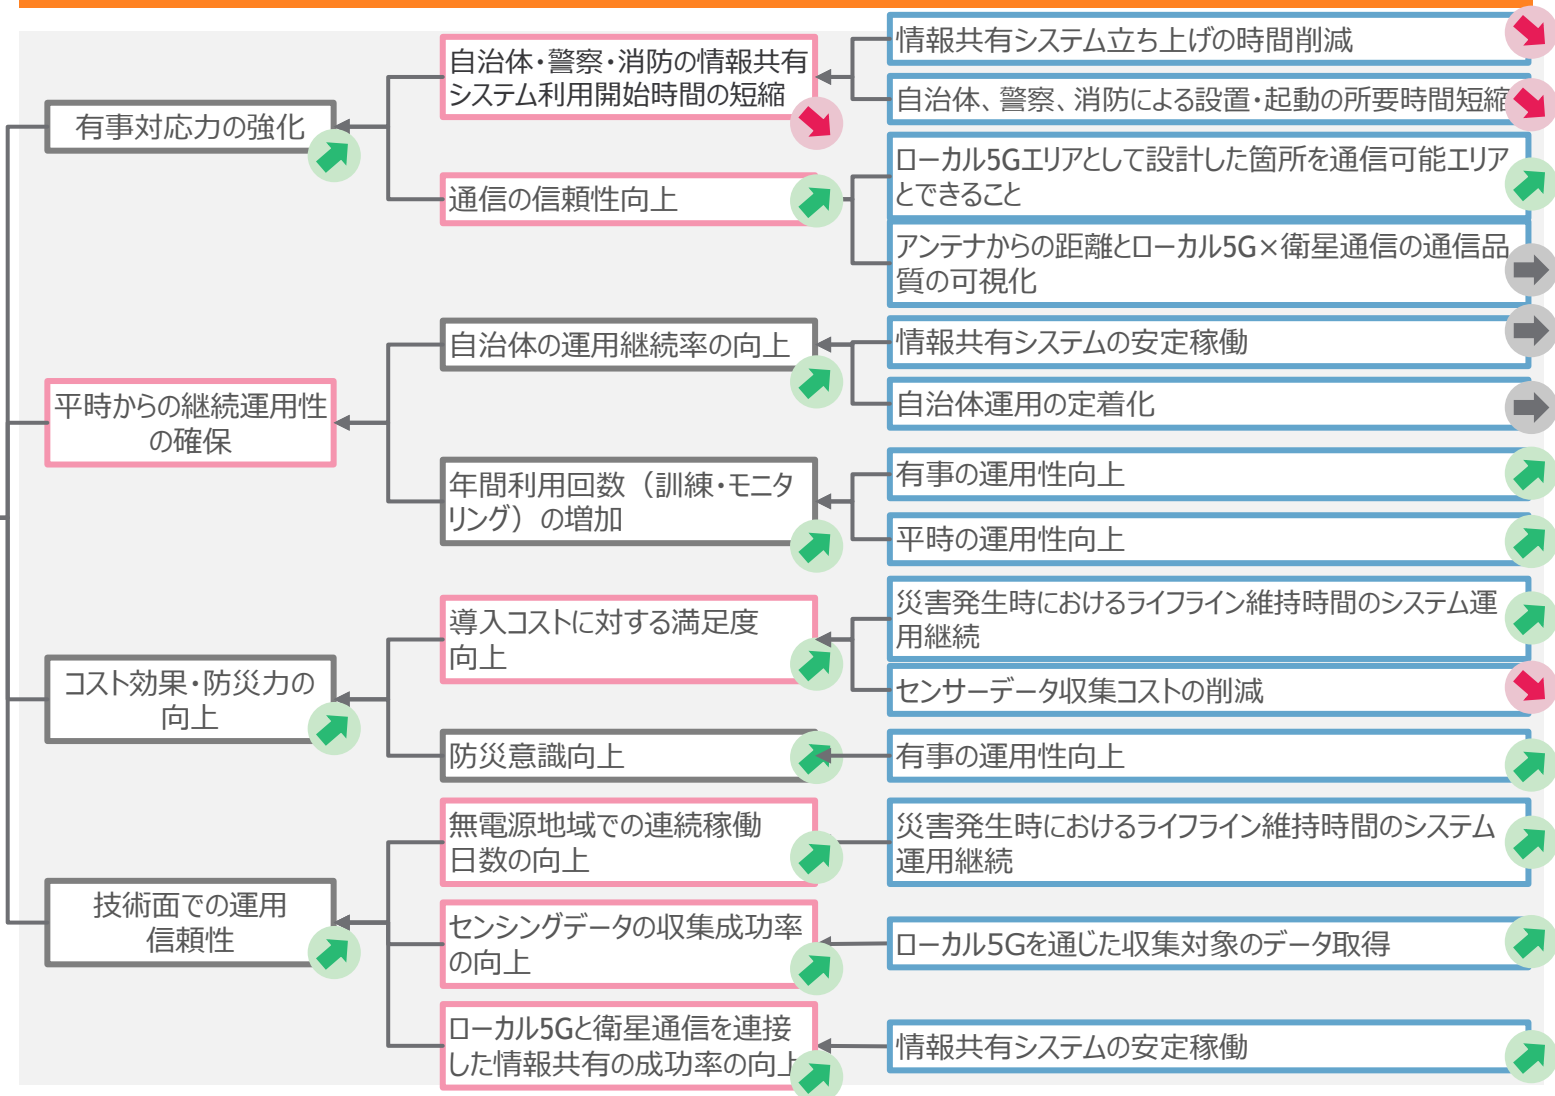 有事対応力の強化
自治体・警察・消防の情報共有
システム利用開始時間の短縮
情報共有システム立ち上げの時間削減
自治体、警察、消防による設置・起動の所要時間短縮
通信の信頼性向上
ローカル5Gエリアとして設計した箇所を通信可能エリア
とできること
アンテナからの距離とローカル5G×衛星通信の通信品
質の可視化
平時からの継続運用性
の確保
自治体の運用継続率の向上
情報共有システムの安定稼働
自治体運用の定着化
年間利用回数（訓練・モニタ
リング）の増加
有事の運用性向上
平時の運用性向上
コスト効果・防災力の
向上
導入コストに対する満足度
向上
災害発生時におけるライフライン維持時間のシステム運
用継続
センサーデータ収集コストの削減
防災意識向上
有事の運用性向上
技術面での運用
信頼性
無電源地域での連続稼働
日数の向上
災害発生時におけるライフライン維持時間のシステム
運用継続
センシングデータの収集成功率
の向上
ローカル5Gを通じた収集対象のデータ取得
ローカル5Gと衛星通信を連接
した情報共有の成功率の向上
情報共有システムの安定稼働